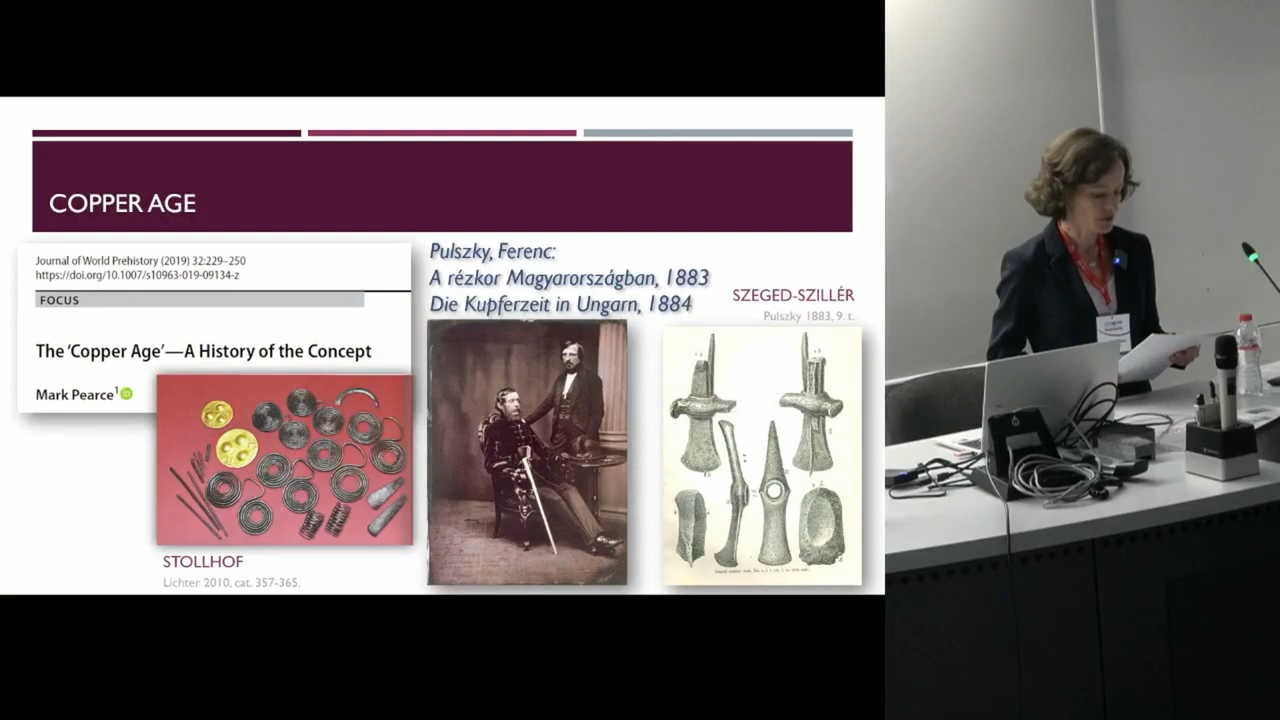 COPPER AGE
Journal of World Prehistory (2019) 32:229–250
https://doi.org/10.1007/s10963-019-09134-z
FOCUS
The ‘Copper Age’—A History of the Concept
Mark Pearce1
STOLLHOF
Lichter 2010, cat. 357-365.
Pulszky, Ferenc:
A rézkor Magyarországban, 1883
Die Kupferzeit in Ungarn, 1884
SZEGED-SZILLÉR
Pulszky 1883, 9. t.